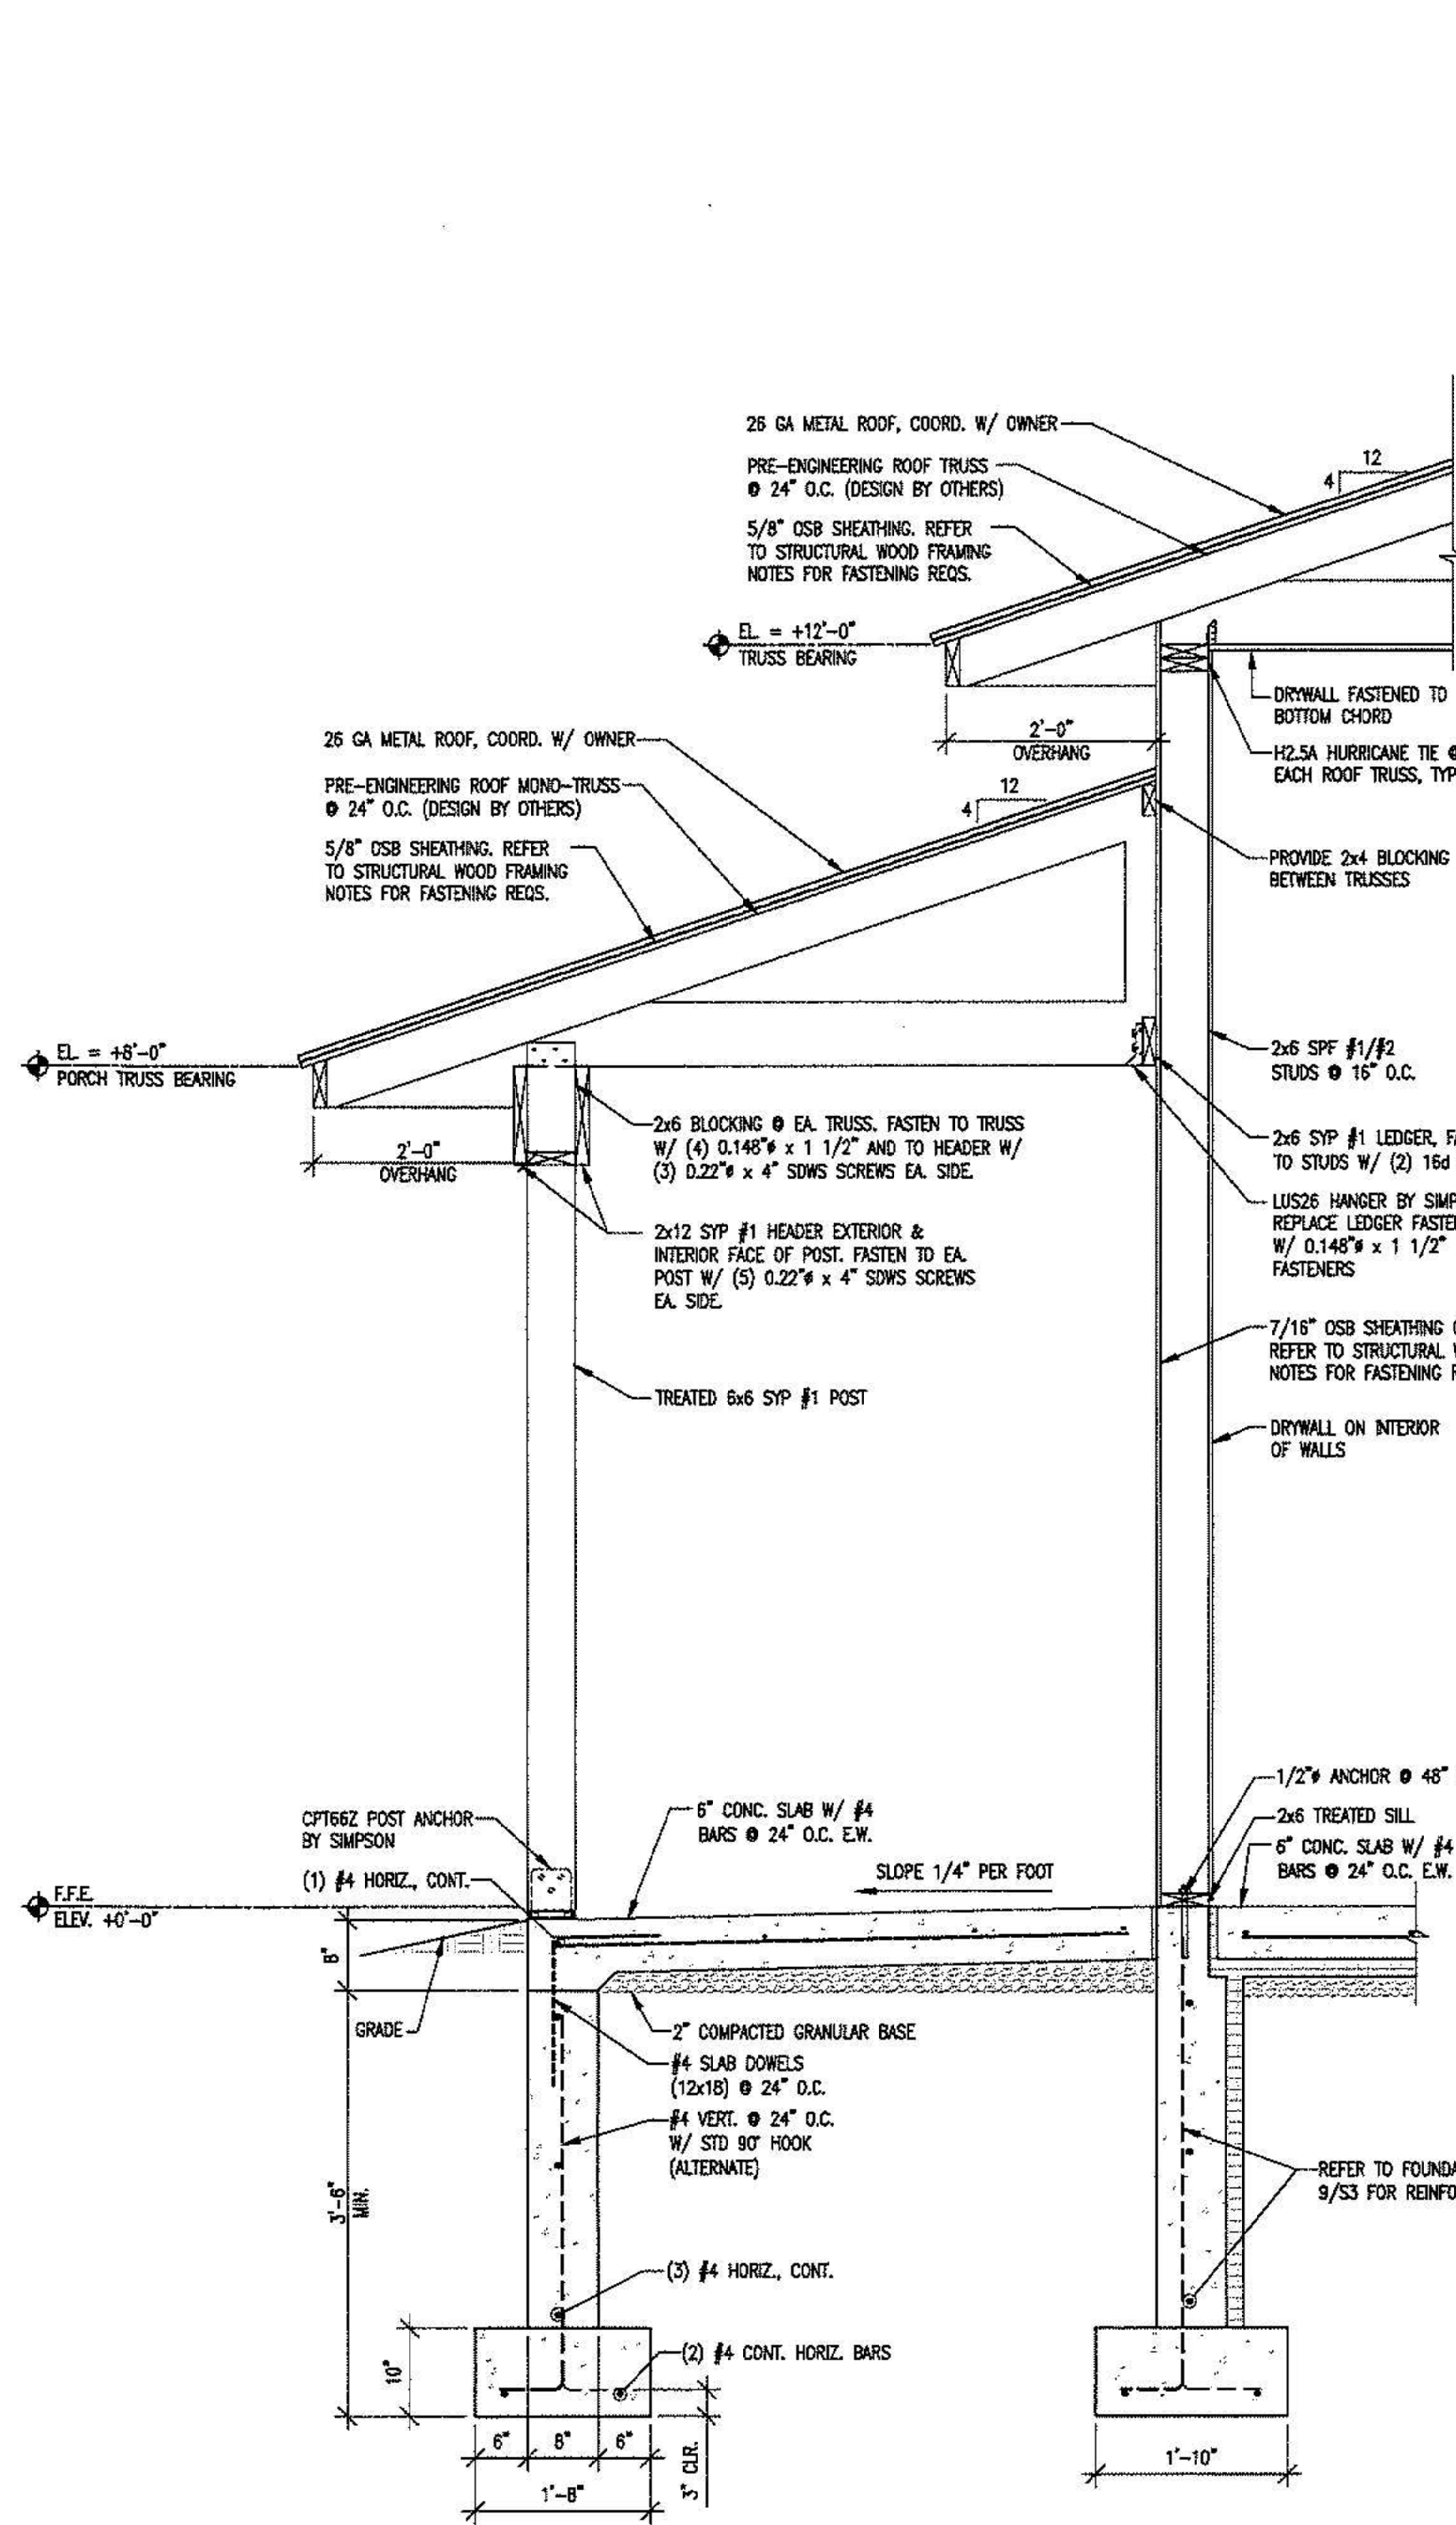 26 GA METAL ROOF, COORD. W/ OWNER
PRE-ENGINEERING ROOF TRUSS
@ 24" O.C. (DESIGN BY OTHERS)
5/8" OSB SHEATHING. REFER
TO STRUCTURAL WOOD FRAMING
NOTES FOR FASTENING REQS.
12
4
EL. = +12'-0"
TRUSS BEARING
2'-0"
OVERHANG
DRYWALL FASTENED TO
BOTTOM CHORD
H2.5A HURRICANE TIE @
EACH ROOF TRUSS, TYP
26 GA METAL ROOF, COORD. W/ OWNER
PRE-ENGINEERING ROOF MONO-TRUSS
@ 24" O.C. (DESIGN BY OTHERS)
5/8" OSB SHEATHING. REFER
TO STRUCTURAL WOOD FRAMING
NOTES FOR FASTENING REQS.
12
4
PROVIDE 2x4 BLOCKING
BETWEEN TRUSSES
EL. = +8'-0"
PORCH TRUSS BEARING
2'-0"
OVERHANG
2x6 BLOCKING @ EA. TRUSS. FASTEN TO TRUSS
W/ (4) 0.148"ø x 1 1/2" AND TO HEADER W/
(3) 0.22"ø x 4" SDWS SCREWS EA. SIDE.
2x12 SYP #1 HEADER EXTERIOR &
INTERIOR FACE OF POST. FASTEN TO EA.
POST W/ (5) 0.22"ø x 4" SDWS SCREWS
EA. SIDE.
TREATED 6x6 SYP #1 POST
2x6 SPF #1/#2
STUDS @ 16" O.C.
2x6 SYP #1 LEDGER,
TO STUDS W/ (2) 16d
LUS26 HANGER BY
REPLACE LEDGER
W/ 0.148"ø x 1 1/2"
FASTENERS
7/16" OSB SHEATHING
REFER TO STRUCTURAL
NOTES FOR FASTENING
DRYWALL ON INTERIOR
OF WALLS
1/2"ø ANCHOR @ 48"
2x6 TREATED SILL
6" CONC. SLAB W/ #4
BARS @ 24" O.C. E.W.
CPT66Z POST ANCHOR
BY SIMPSON
(1) #4 HORIZ., CONT.
6" CONC. SLAB W/ #4
BARS @ 24" O.C. E.W.
SLOPE 1/4" PER FOOT
F.F.E.
ELEV. +0'-0"
8"
GRADE
2" COMPACTED GRANULAR BASE
#4 SLAB DOWELS
(12x18) @ 24" O.C.
#4 VERT. @ 24" O.C.
W/ STD 90° HOOK
(ALTERNATE)
3'-6"
MIN.
REFER TO
9/S3 FOR
(3) #4 HORIZ., CONT.
(2) #4 CONT. HORIZ. BARS
10"
6"
8"
6"
1'-8"
3" CLR.
1'-10"